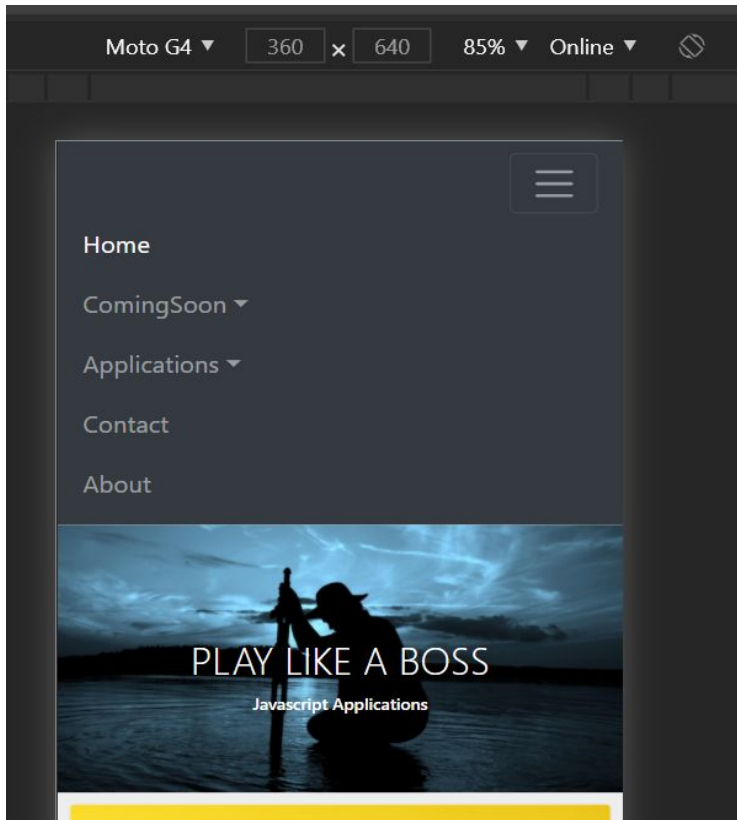 Moto G4 ▼ 360 × 640 85% ▼ Online ▼
Home
ComingSoon
Applications
Contact
About
PLAY LIKE A BOSS
Javascript Applications